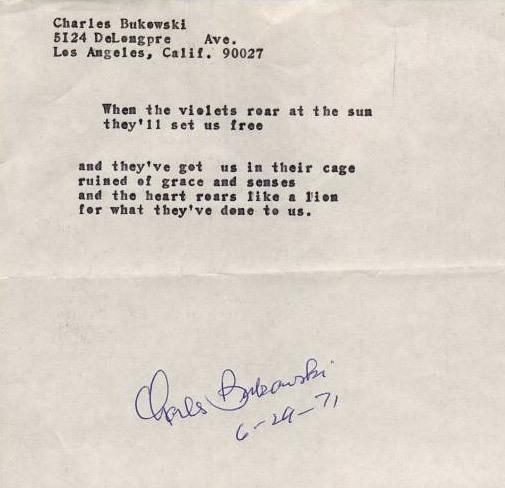 Charles Bukowski
5124 DeLongpre Ave.
Los Angeles, Calif. 90027
When the violets roar at the sun
they'll set us free
and they've got us in their cage
ruined of grace and senses
and the heart roars like a lion
for what they've done to us.
Charles Bukowski
6-29-71